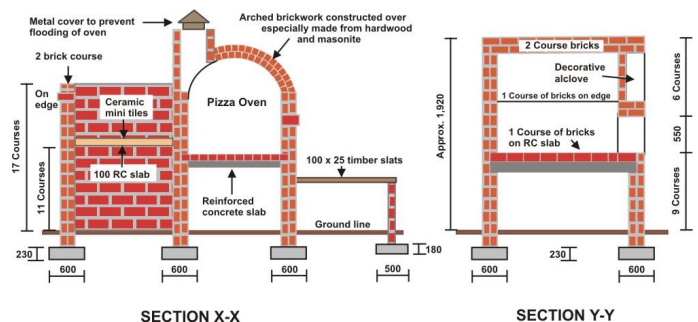 Metal cover to prevent
flooding of oven
Arched brickwork constructed over
especially made from hardwood
and masonite
2 brick course
On
edge
Ceramic
mini tiles
Pizza Oven
17 Courses
11 Courses
100 RC slab
100 x 25 timber slats
Reinforced
concrete slab
Ground line
230
600
600
600
500
180
SECTION X-X
2 Course bricks
Decorative
alclove
1 Course of bricks on edge
1 Course of bricks
on RC slab
Approx. 1,920
6 Courses
550
9 Courses
600
230
600
SECTION Y-Y